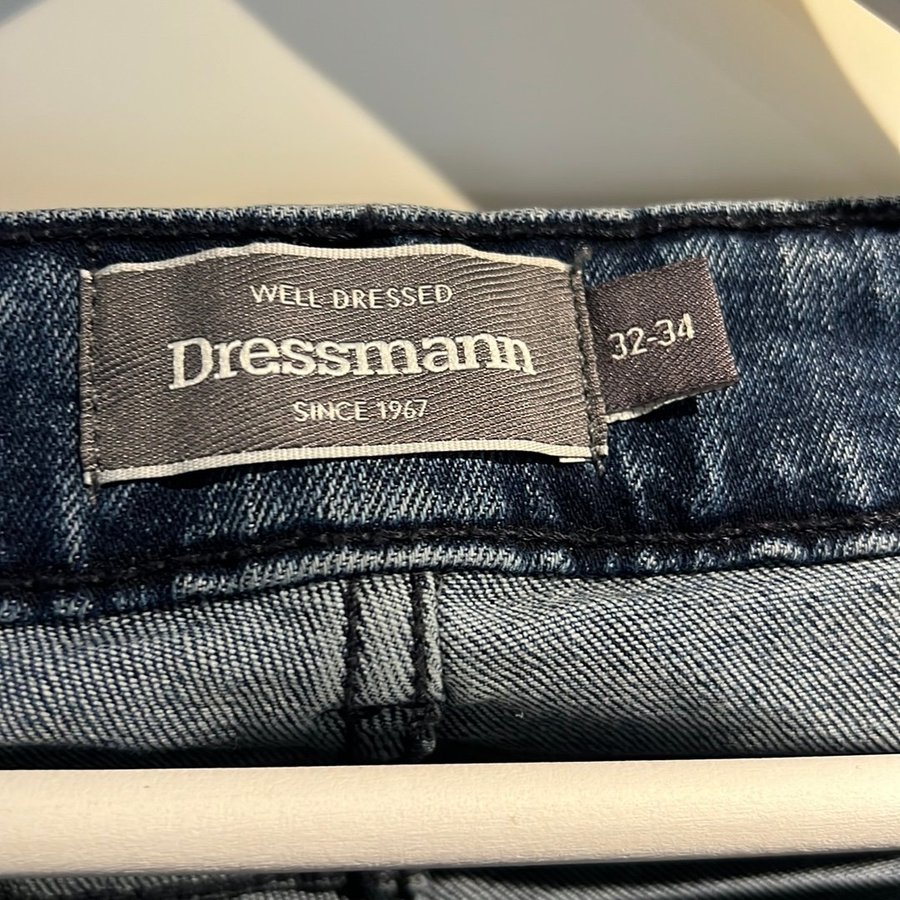 WELL DRESSED
Dressmann
SINCE 1967
32-34